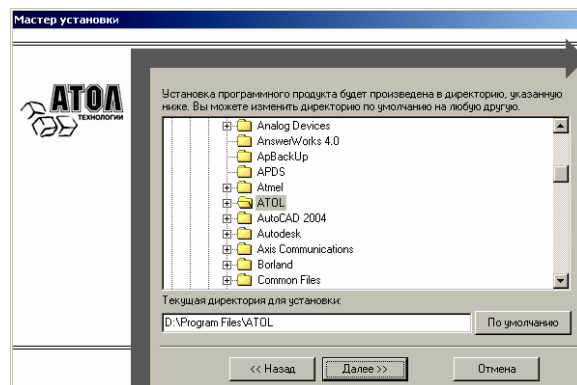 Мастер установки
АТОЛ
ТЕХНОЛОГИИ
Установка программного продукта будет произведена в директорию, указанную
ниже. Вы можете изменить директорию по умолчанию на любую другую.
Analog Devices
AnswerWorks 4.0
ApBackUp
APDS
Atmel
ATOL
AutoCAD 2004
Autodesk
Axis Communications
Borland
Common Files
Текущая директория для установки:
D:\Program Files\ATOL
По умолчанию
<< Назад
Далее >>
Отмена